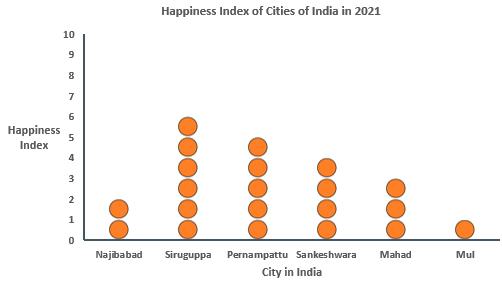 Happiness Index of Cities of India in 2021
10
9
8
7
6
5
4
3
2
1
0
Happiness
Index
Najibabad Siruguppa Pernampattu Sankeshwara Mahad Mul
City in India